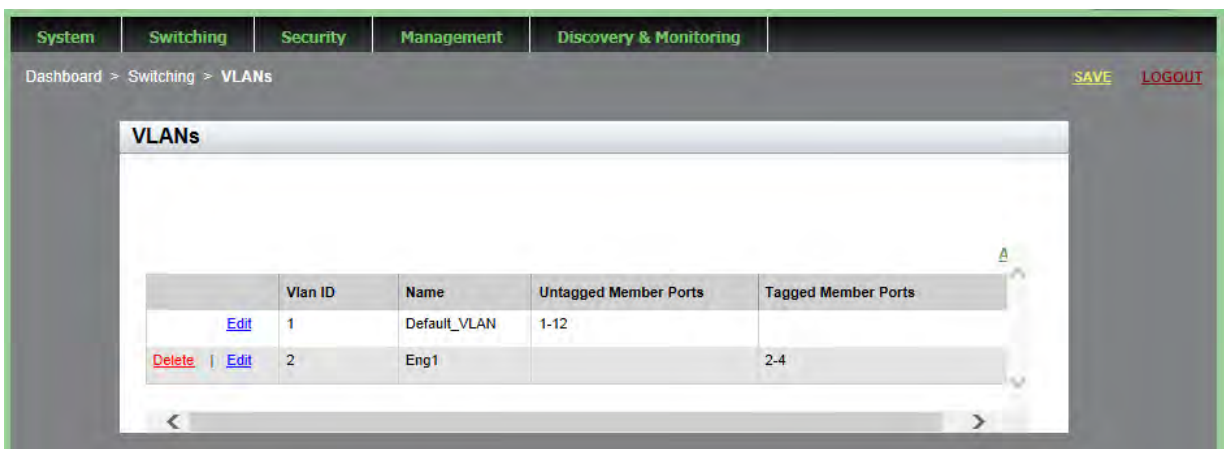 System Switching Security Management Discovery & Monitoring
Dashboard > Switching > VLANs SAVE LOGOUT
VLANs
A
Vlan ID Name Untagged Member Ports Tagged Member Ports
Edit 1 Default_VLAN 1-12
Delete | Edit 2 Eng1 2-4